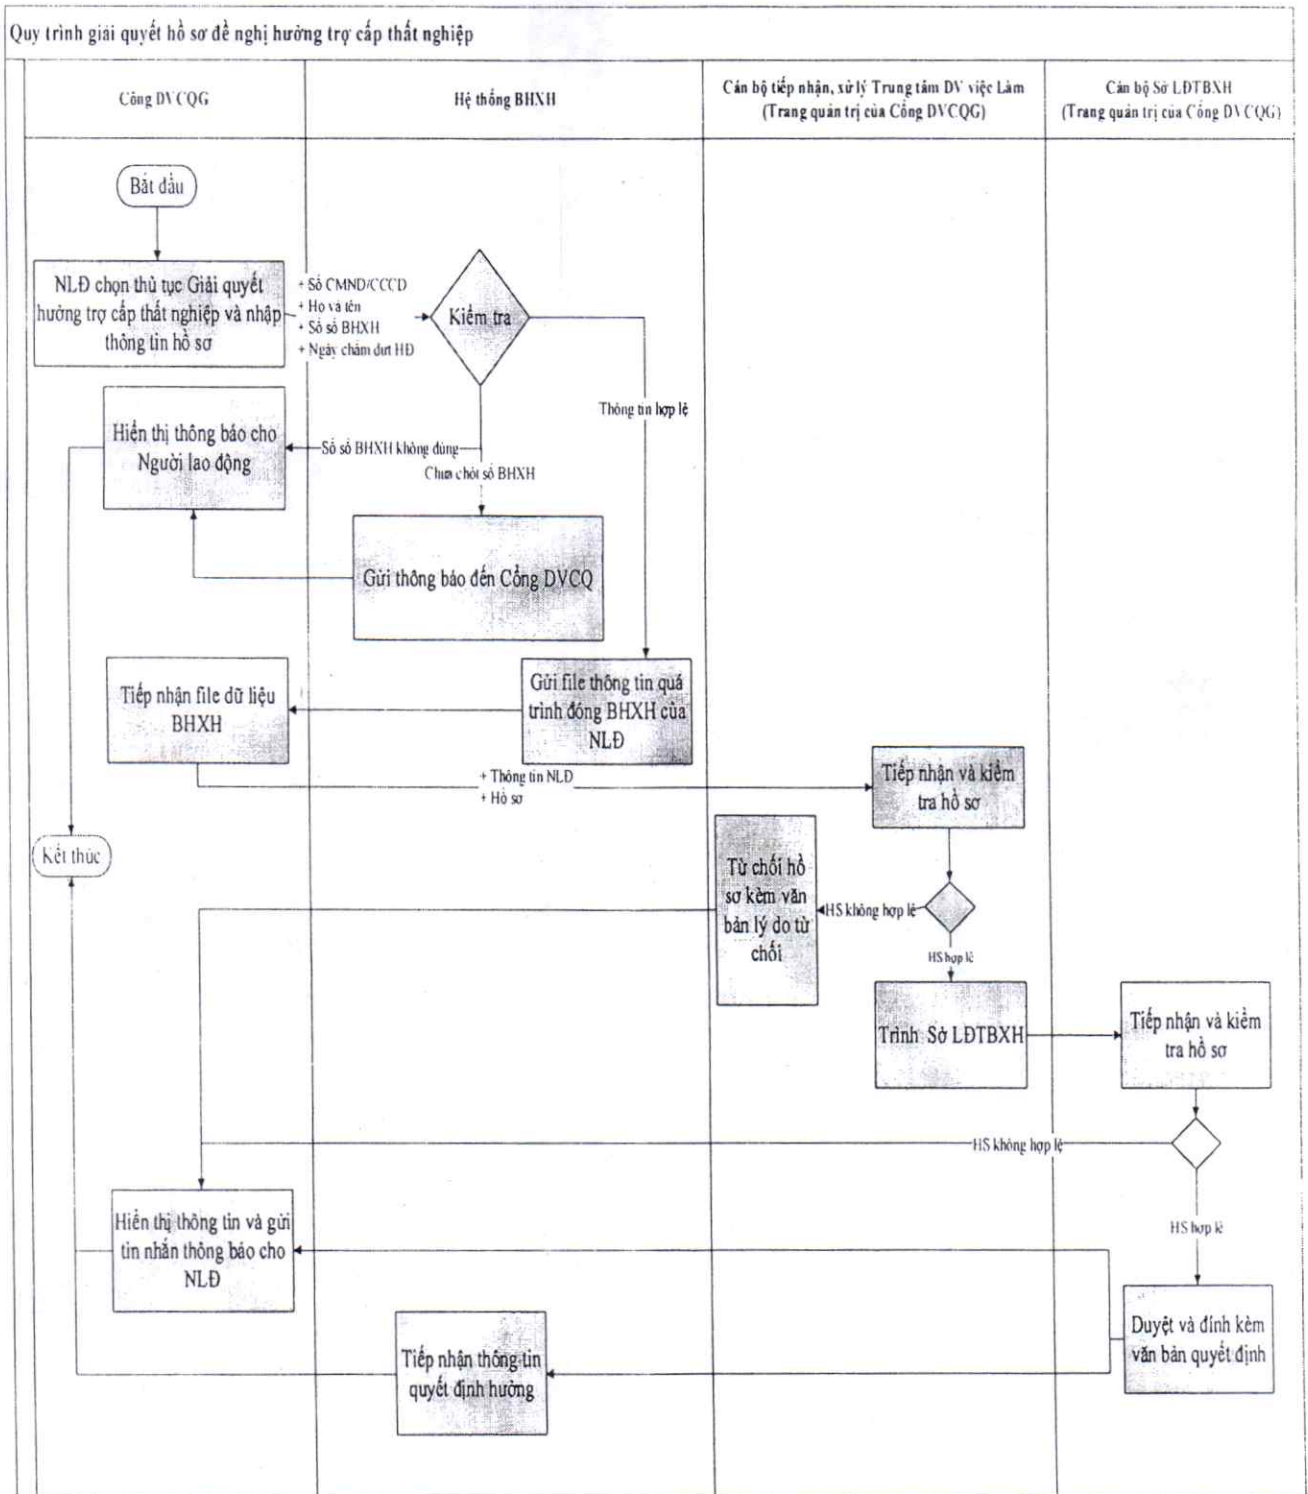 Quy trình giải quyết hồ sơ đề nghị hưởng trợ cấp thất nghiệp
Cổng DVCQG
Hệ thống BHXH
Cán bộ tiếp nhận, xử lý Trung tâm DV việc Làm
(Trang quản trị của Cổng DVCQG)
Cán bộ Sở LĐTBXH
(Trang quản trị của Cổng DVCQG)
Bắt đầu
NLĐ chọn thủ tục Giải quyết
hưởng trợ cấp thất nghiệp và nhập
thông tin hồ sơ
+ Số CMND/CCCD
+ Họ và tên
+ Số sổ BHXH
+ Ngày chấm dứt HĐ
Kiểm tra
Thông tin hợp lệ
Hiển thị thông báo cho
Người lao động
Số sổ BHXH không đúng
Chưa chốt sổ BHXH
Gửi thông báo đến Cổng DVCQ
Tiếp nhận file dữ liệu
BHXH
Gửi file thông tin quá
trình đóng BHXH của
NLĐ
+ Thông tin NLĐ
+ Hồ sơ
Tiếp nhận và kiểm
tra hồ sơ
Kết thúc
Từ chối hồ
sơ kèm văn
bản lý do từ
chối
HS không hợp lệ
HS hợp lệ
Trình Sở LĐTBXH
Tiếp nhận và kiểm
tra hồ sơ
HS không hợp lệ
HS hợp lệ
Hiển thị thông tin và gửi
tin nhắn thông báo cho
NLĐ
Duyệt và đính kèm
văn bản quyết định
Tiếp nhận thông tin
quyết định hưởng